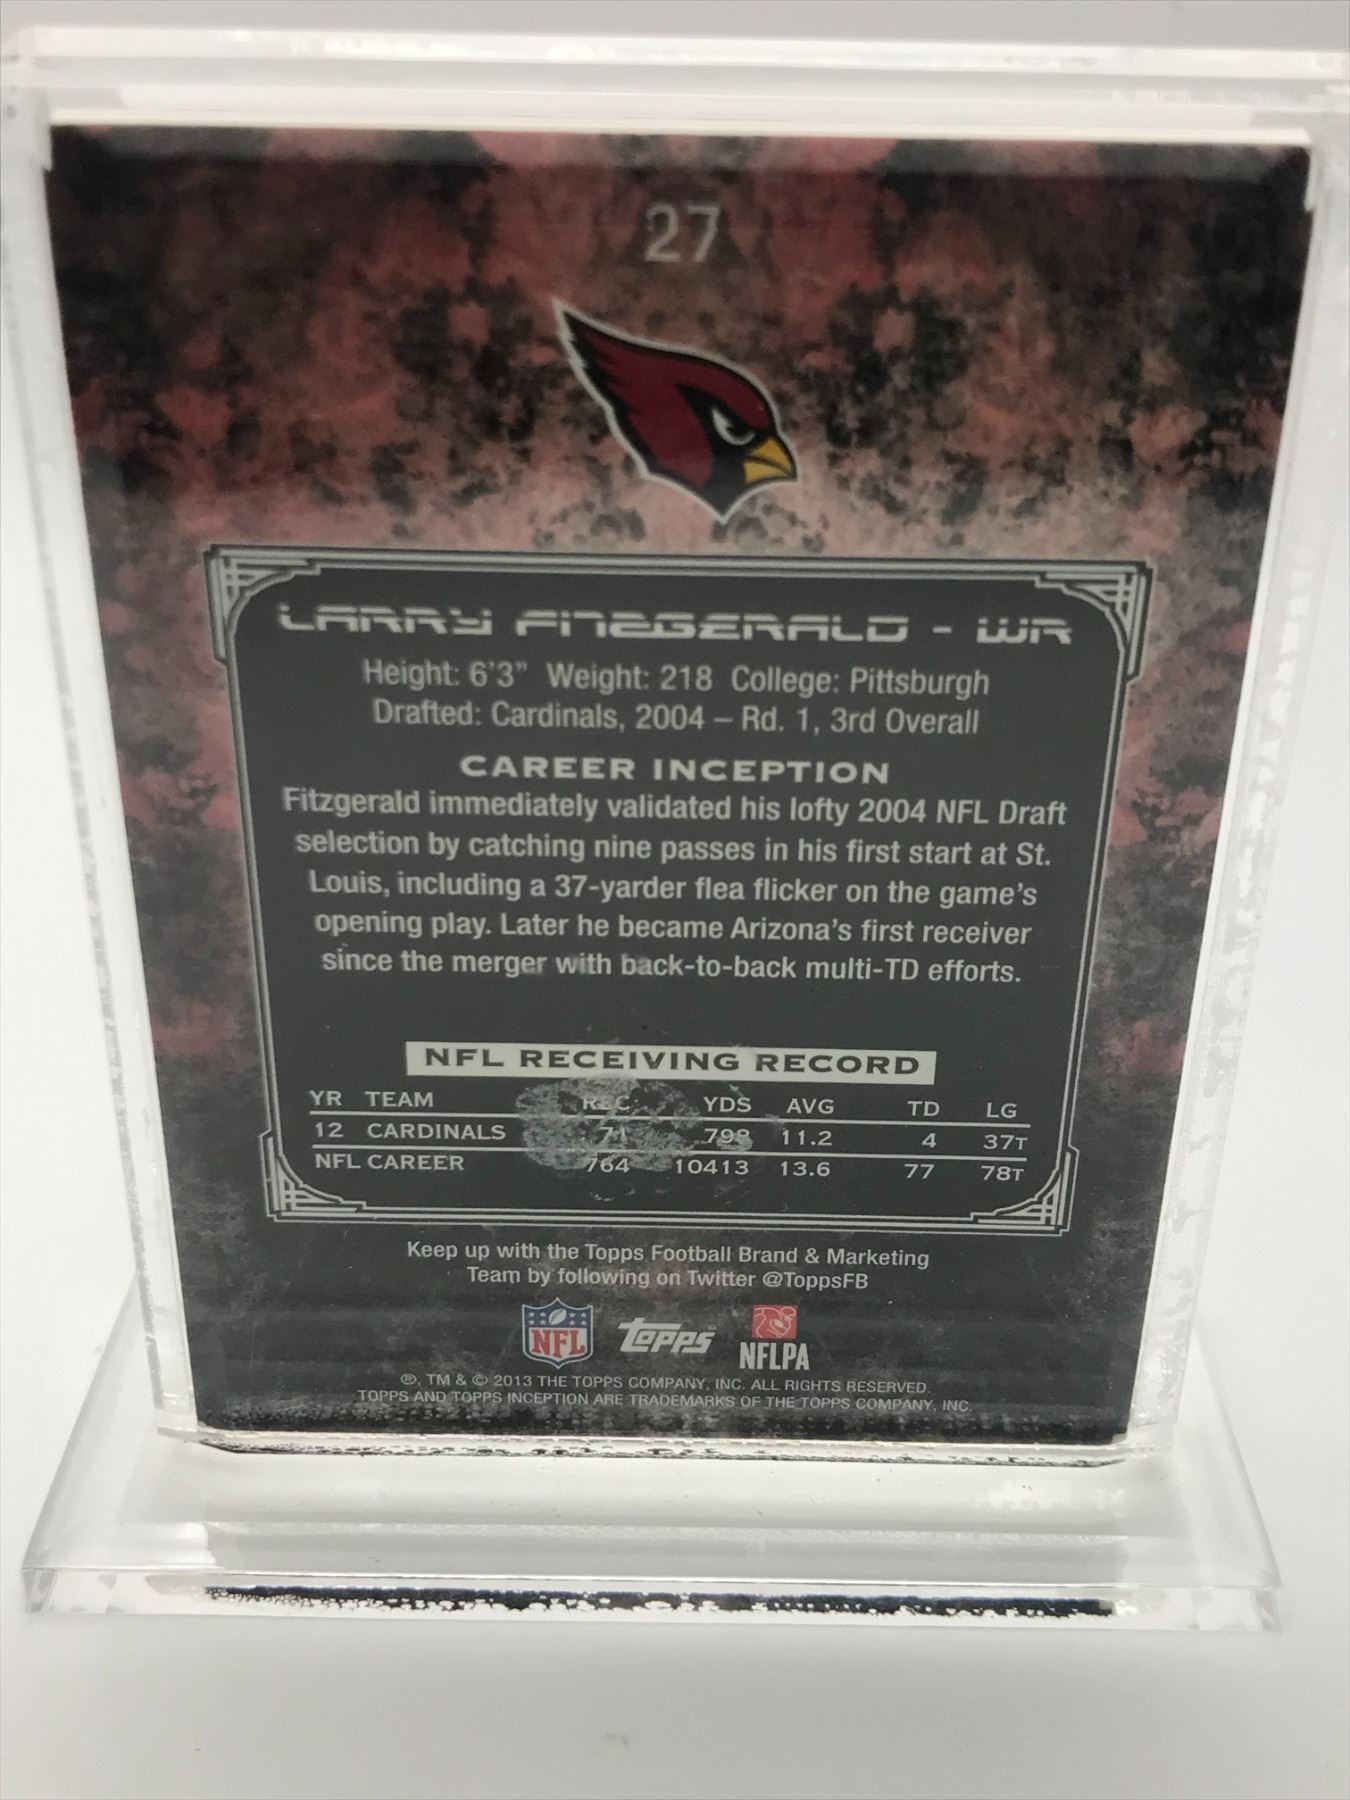 27
LARRY FITZGERALD - WR
Height: 6'3" Weight: 218 College: Pittsburgh
Drafted: Cardinals, 2004 – Rd. 1, 3rd Overall
CAREER INCEPTION
Fitzgerald immediately validated his lofty 2004 NFL Draft
selection by catching nine passes in his first start at St.
Louis, including a 37-yarder flea flicker on the game's
opening play. Later he became Arizona's first receiver
since the merger with back-to-back multi-TD efforts.
NFL RECEIVING RECORD
YR TEAM REC YDS AVG TD LG
12 CARDINALS 71 798 11.2 4 37T
NFL CAREER 764 10413 13.6 77 78T
Keep up with the Topps Football Brand & Marketing
Team by following on Twitter @ToppsFB
NFL topps NFLPA
®, TM & © 2013 THE TOPPS COMPANY, INC. ALL RIGHTS RESERVED.
TOPPS AND TOPPS INCEPTION ARE TRADEMARKS OF THE TOPPS COMPANY, INC.